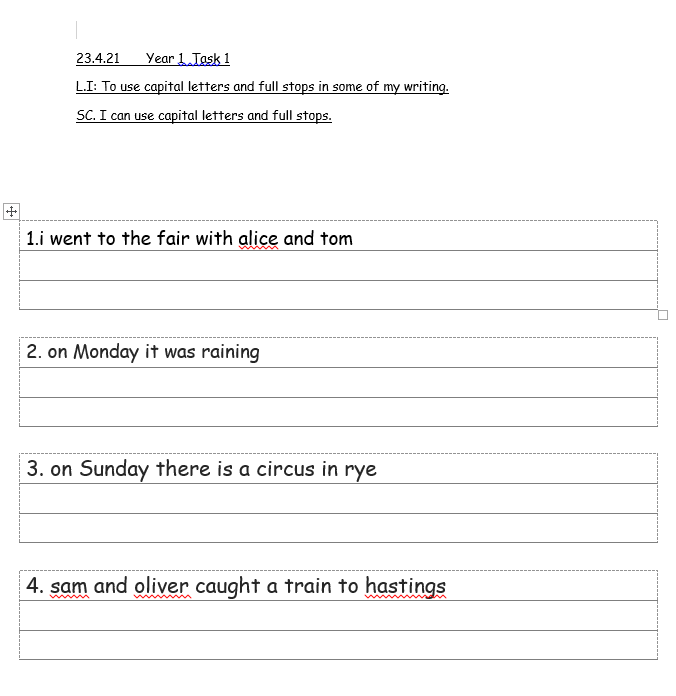 23.4.21 Year 1 Task 1
L.I: To use capital letters and full stops in some of my writing.
SC. I can use capital letters and full stops.
1.i went to the fair with alice and tom
2. on Monday it was raining
3. on Sunday there is a circus in rye
4. sam and oliver caught a train to hastings